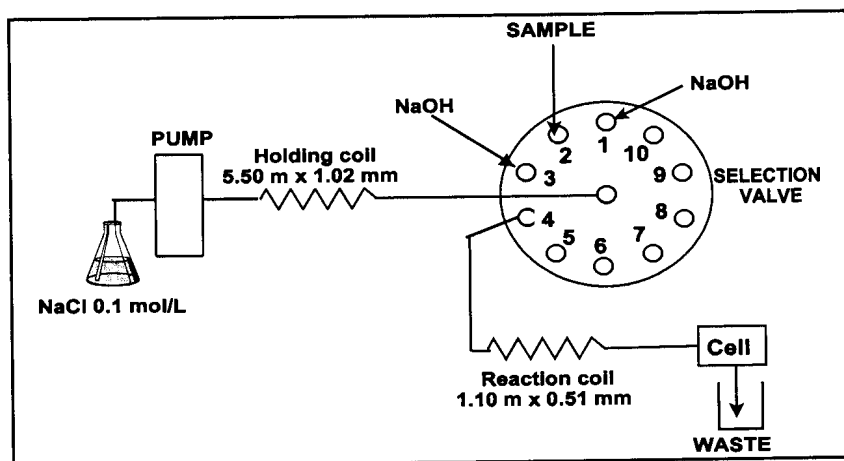 SAMPLE
NaOH
NaOH
PUMP
Holding coil
5.50 m x 1.02 mm
1
2
10
3
9
SELECTION
VALVE
4
8
5
6
7
NaCl 0.1 mol/L
Cell
Reaction coil
1.10 m x 0.51 mm
WASTE